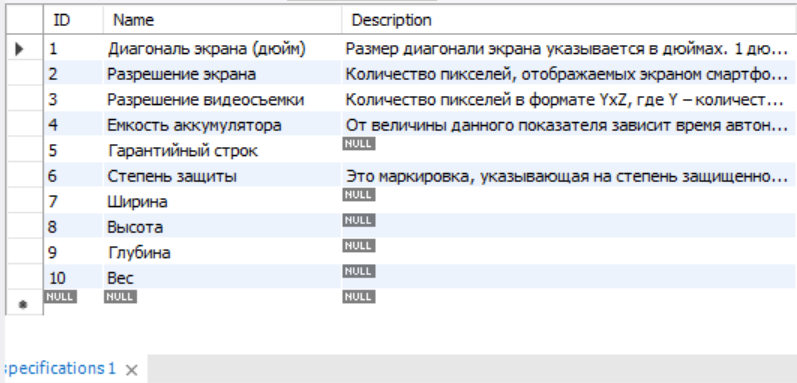 ID Name Description
1 Диагональ экрана (дюйм) Размер диагонали экрана указывается в дюймах. 1 дю...
2 Разрешение экрана Количество пикселей, отображаемых экраном смартфо...
3 Разрешение видеосъемки Количество пикселей в формате YxZ, где Y – количест...
4 Емкость аккумулятора От величины данного показателя зависит время автон...
5 Гарантийный строк NULL
6 Степень защиты Это маркировка, указывающая на степень защищенно...
7 Ширина NULL
8 Высота NULL
9 Глубина NULL
10 Вес NULL
NULL NULL NULL
specifications 1 ×